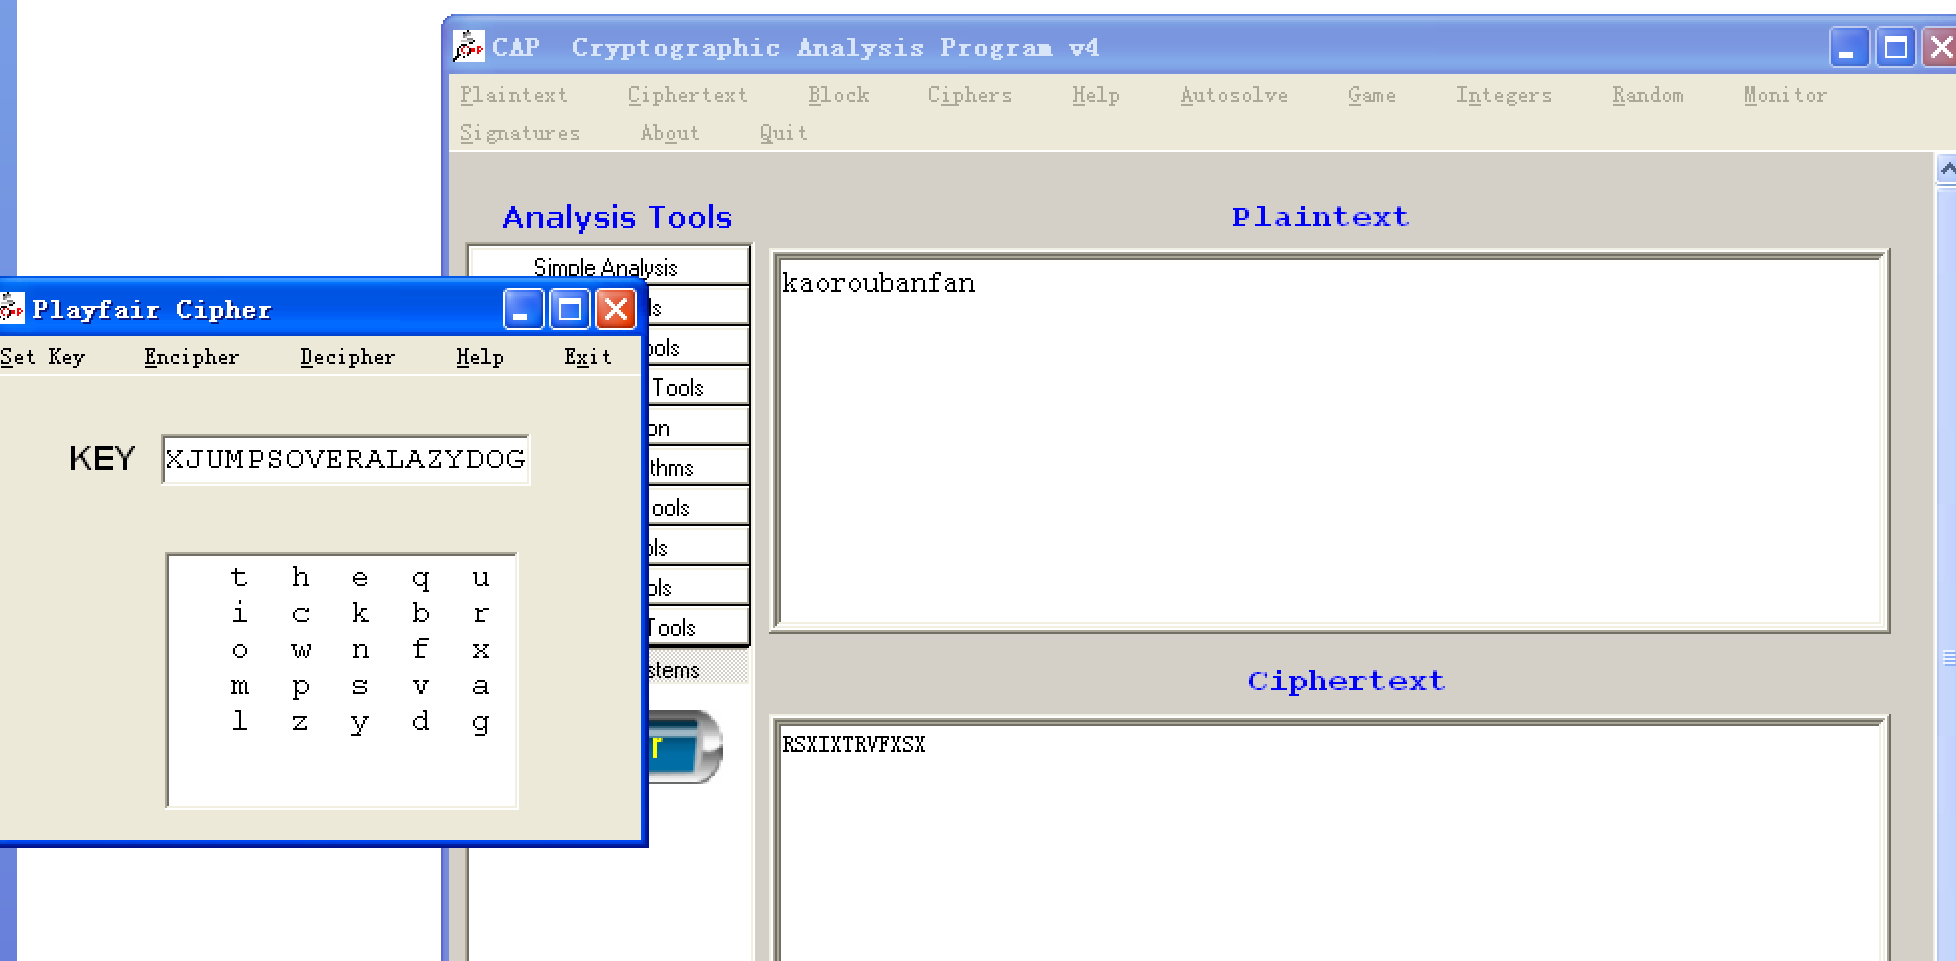 CAP Cryptographic Analysis Program v4
Plaintext Ciphertext Block Ciphers Help Autosolve Game Integers Random Monitor
Signatures About Quit
Analysis Tools
Simple Analysis
ls
ools
Tools
on
thms
ools
ols
ols
Tools
stems
r
Plaintext
kaoroubanfan
Ciphertext
RSXIXTRVFXSX
Playfair Cipher
Set Key Encipher Decipher Help Exit
KEY XJUMPSOVERALAZYDOG
t h e q u
i c k b r
o w n f x
m p s v a
l z y d g